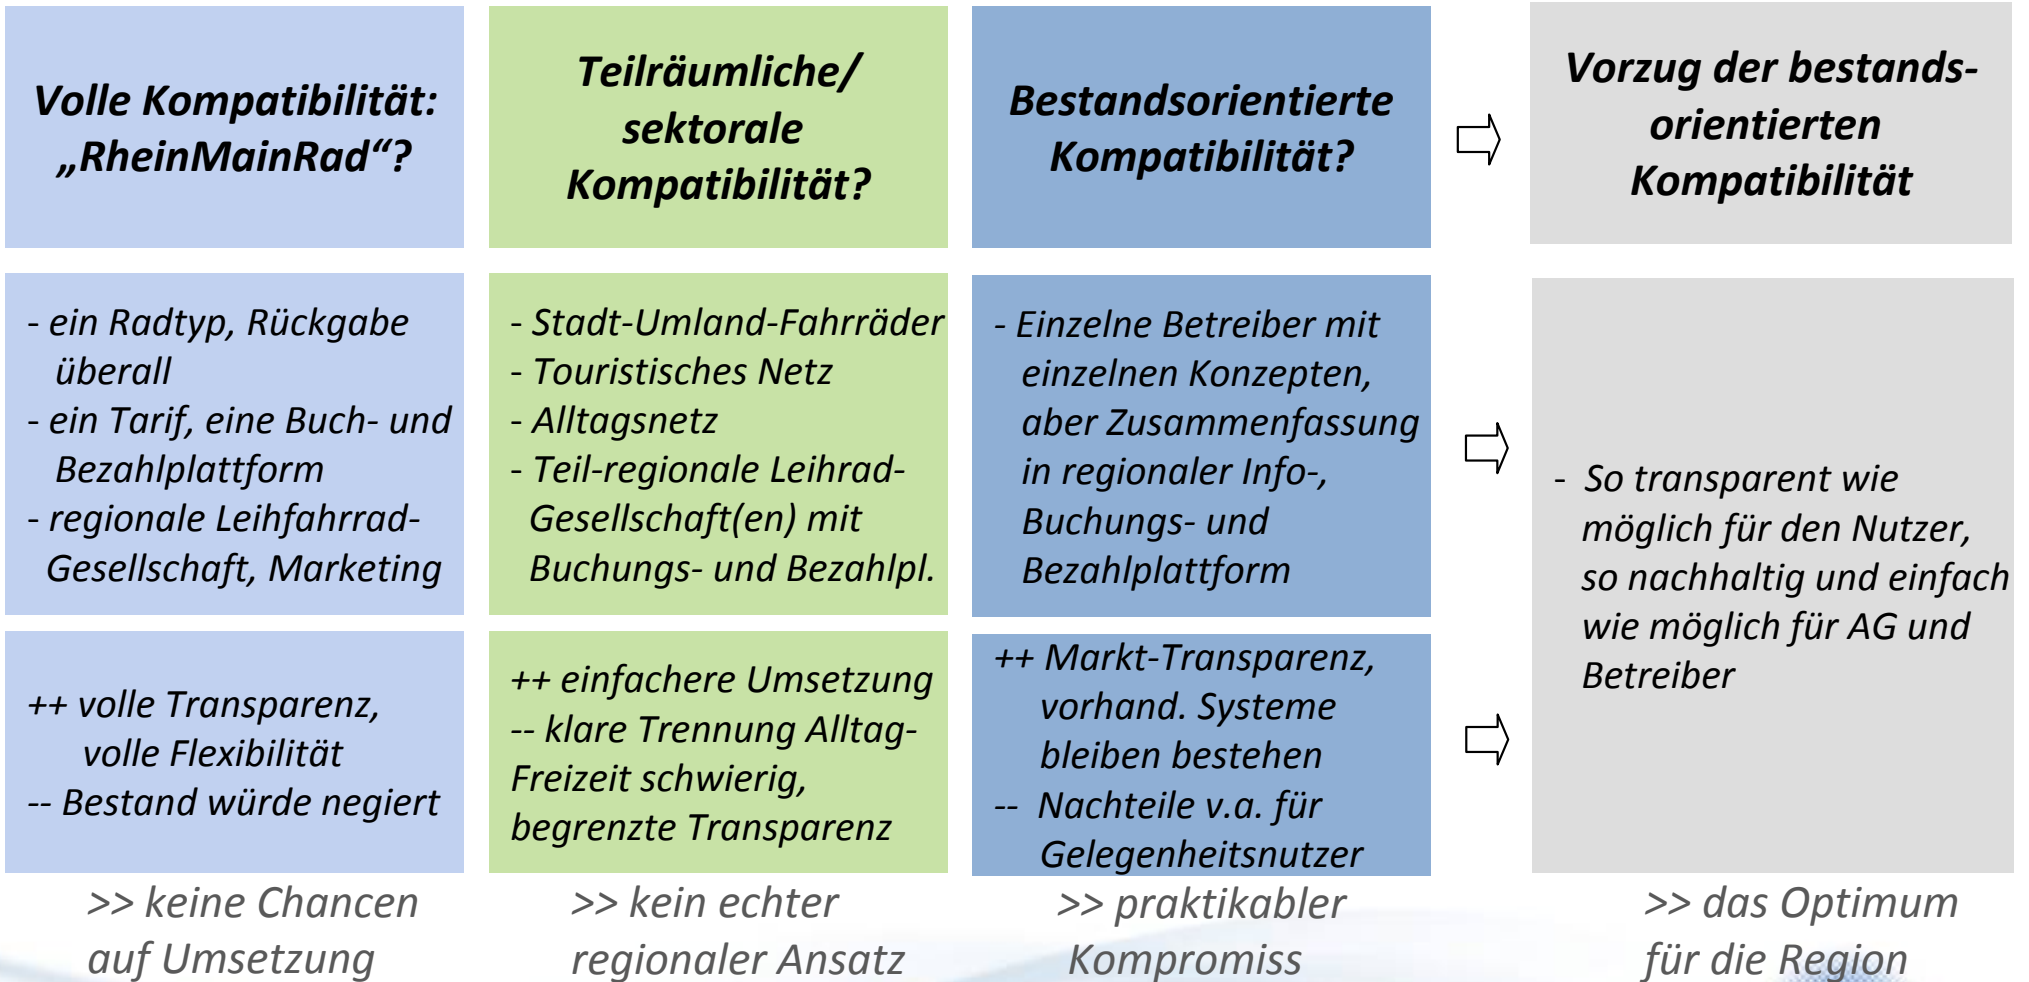 Volle Kompatibilität:
„RheinMainRad“?
Teilräumliche/
sektorale
Kompatibilität?
Bestandsorientierte
Kompatibilität?
Vorzug der bestands-
orientierten
Kompatibilität
- ein Radtyp, Rückgabe
überall
- ein Tarif, eine Buch- und
Bezahlplattform
- regionale Leihfahrrad-
Gesellschaft, Marketing
- Stadt-Umland-Fahrräder
- Touristisches Netz
- Alltagsnetz
- Teil-regionale Leihrad-
Gesellschaft(en) mit
Buchungs- und Bezahlpl.
- Einzelne Betreiber mit
einzelnen Konzepten,
aber Zusammenfassung
in regionaler Info-,
Buchungs- und
Bezahlplattform
- So transparent wie
möglich für den Nutzer,
so nachhaltig und einfach
wie möglich für AG und
Betreiber
++ volle Transparenz,
volle Flexibilität
-- Bestand würde negiert
++ einfachere Umsetzung
-- klare Trennung Alltag-
Freizeit schwierig,
begrenzte Transparenz
++ Markt-Transparenz,
vorhand. Systeme
bleiben bestehen
-- Nachteile v.a. für
Gelegenheitsnutzer
>> keine Chancen
auf Umsetzung
>> kein echter
regionaler Ansatz
>> praktikabler
Kompromiss
>> das Optimum
für die Region